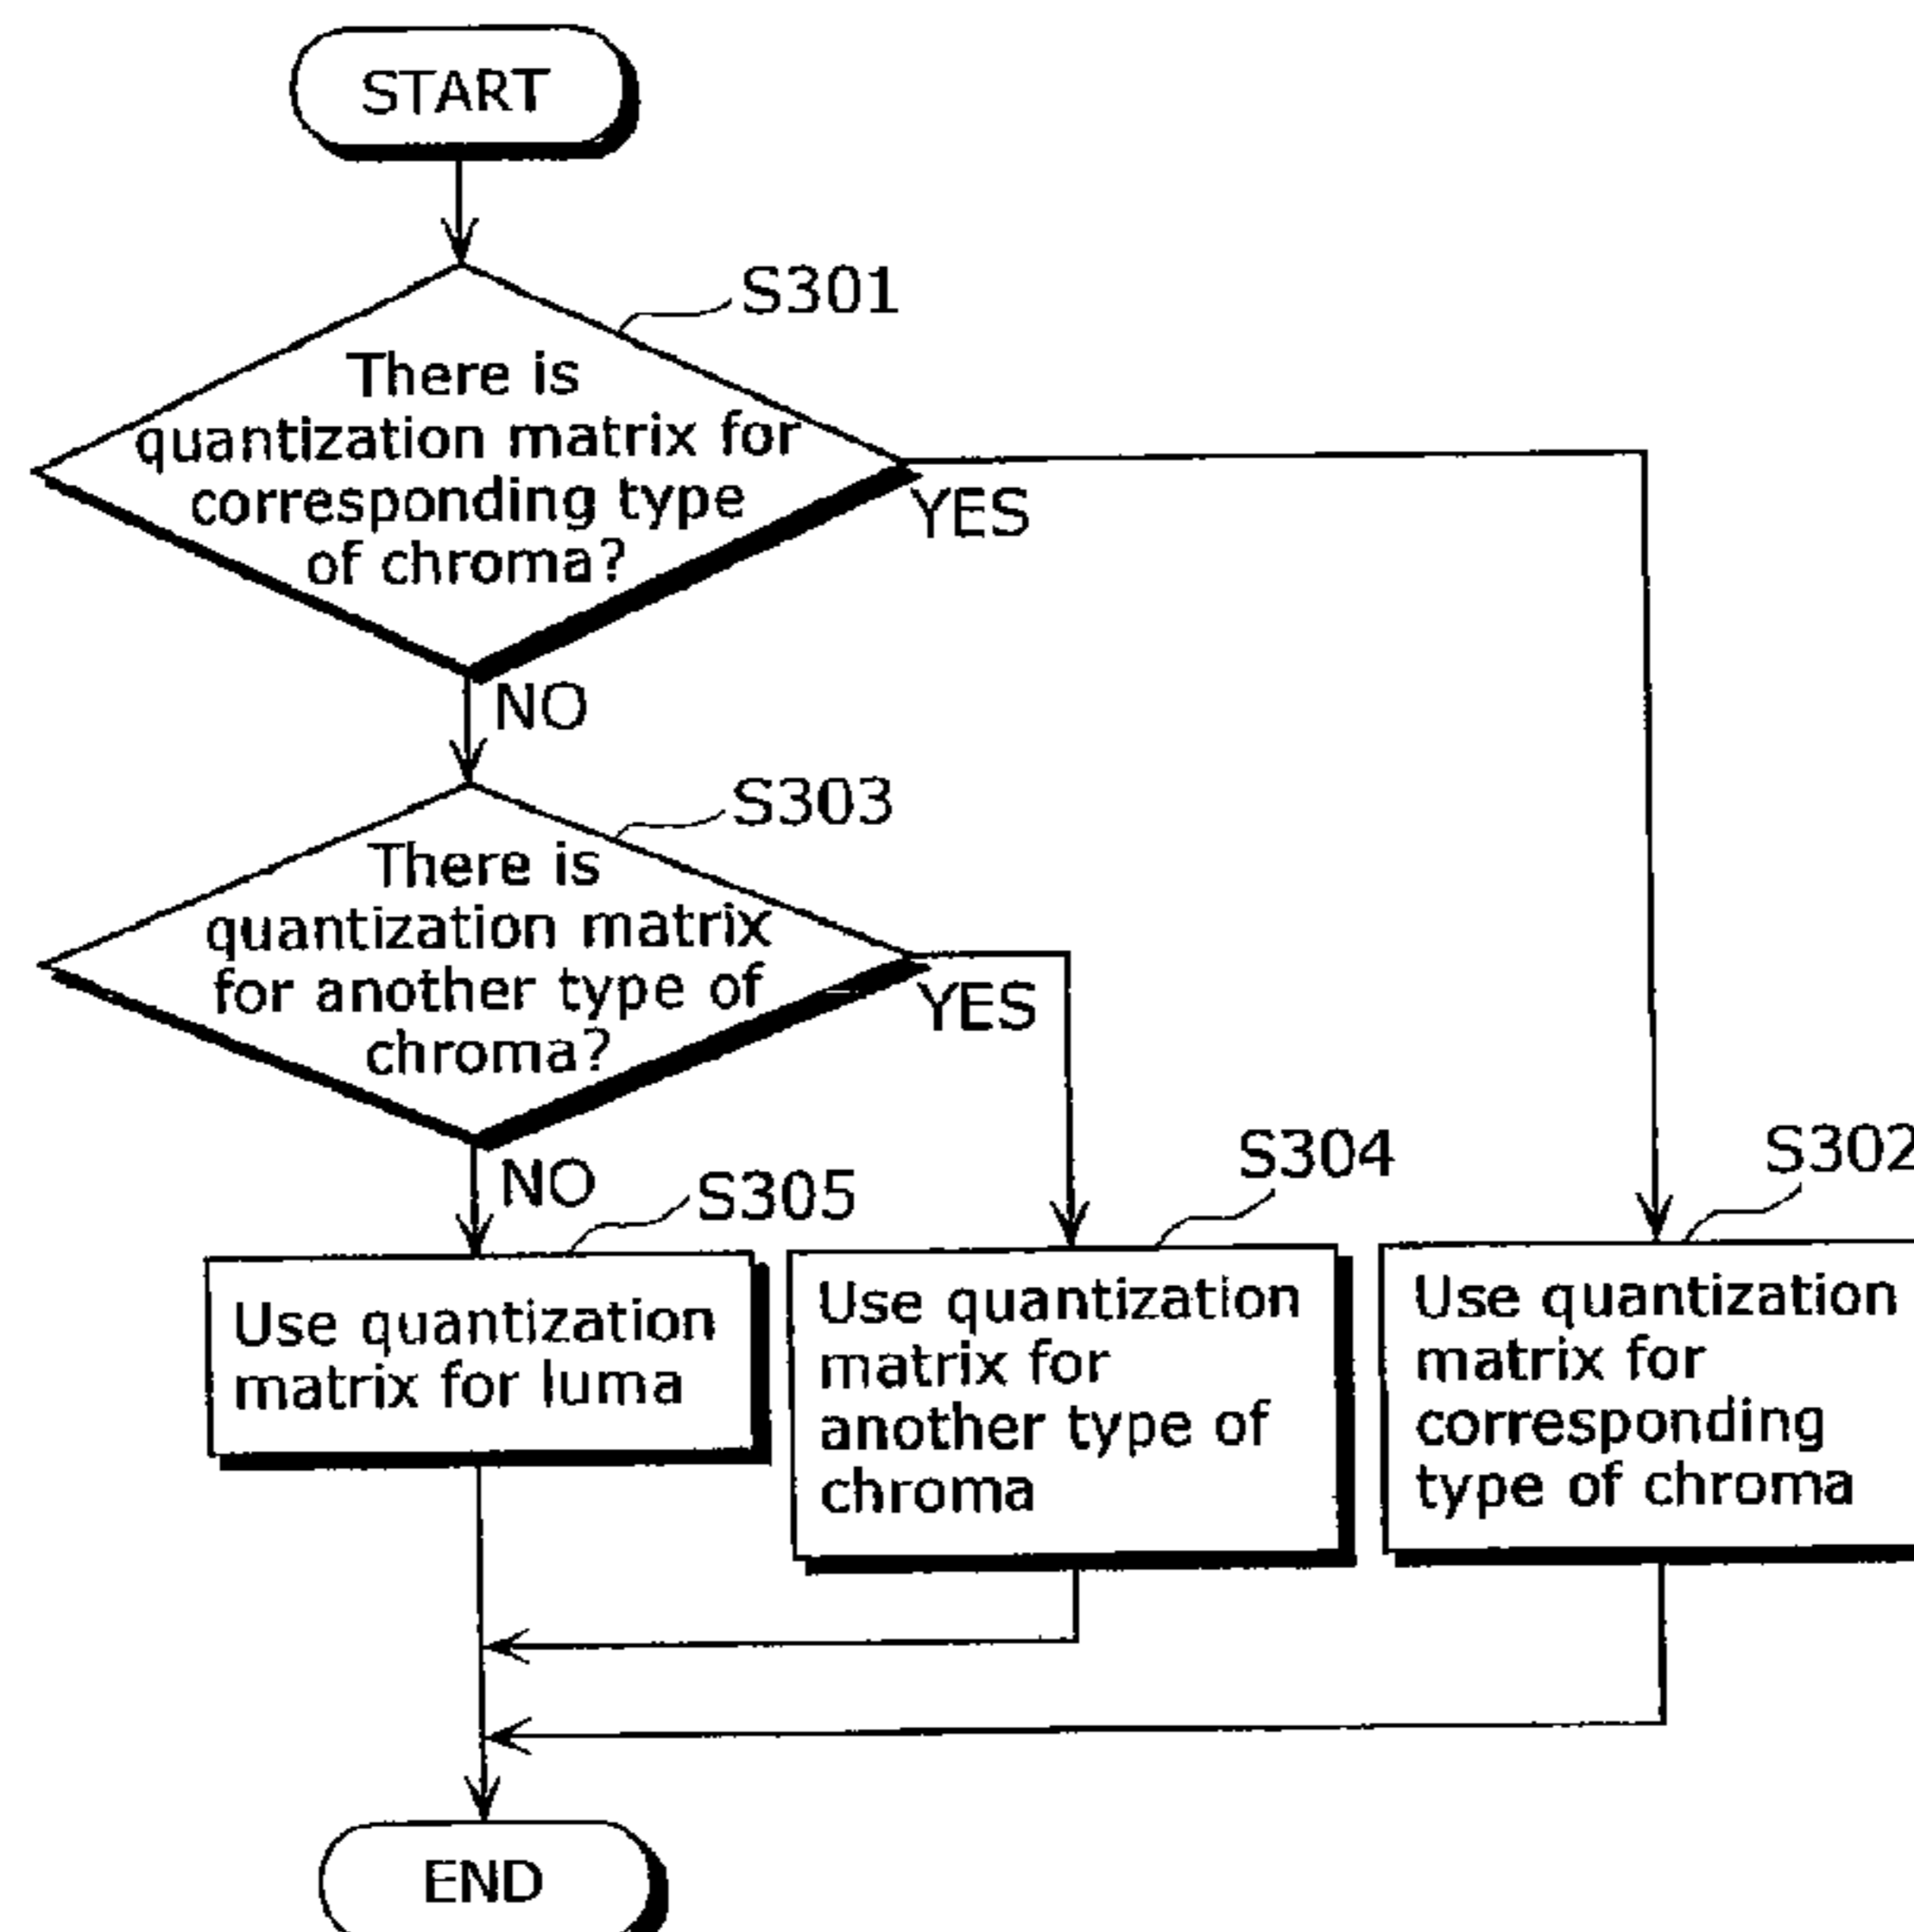 START
S301
There is
quantization matrix for
corresponding type
of chroma?
YES
NO
S303
There is
quantization matrix
for another type of
chroma?
YES
NO
S305
S304
S302
Use quantization
matrix for luma
Use quantization
matrix for
another type of
chroma
Use quantization
matrix for
corresponding
type of chroma
END